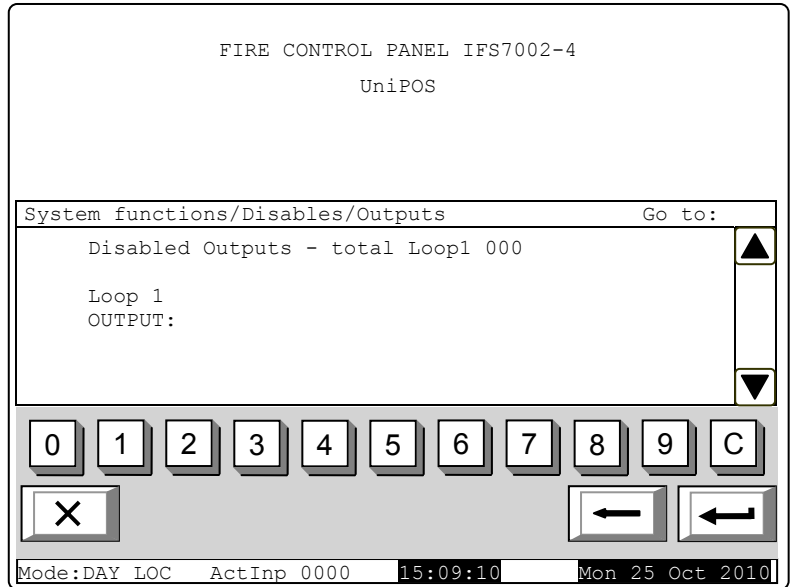 FIRE CONTROL PANEL IFS7002-4
UniPOS
System functions/Disables/Outputs Go to:
Disabled Outputs - total Loop1 000
Loop 1
OUTPUT:
0 1 2 3 4 5 6 7 8 9 C
Mode:DAY LOC ActInp 0000 15:09:10 Mon 25 Oct 2010